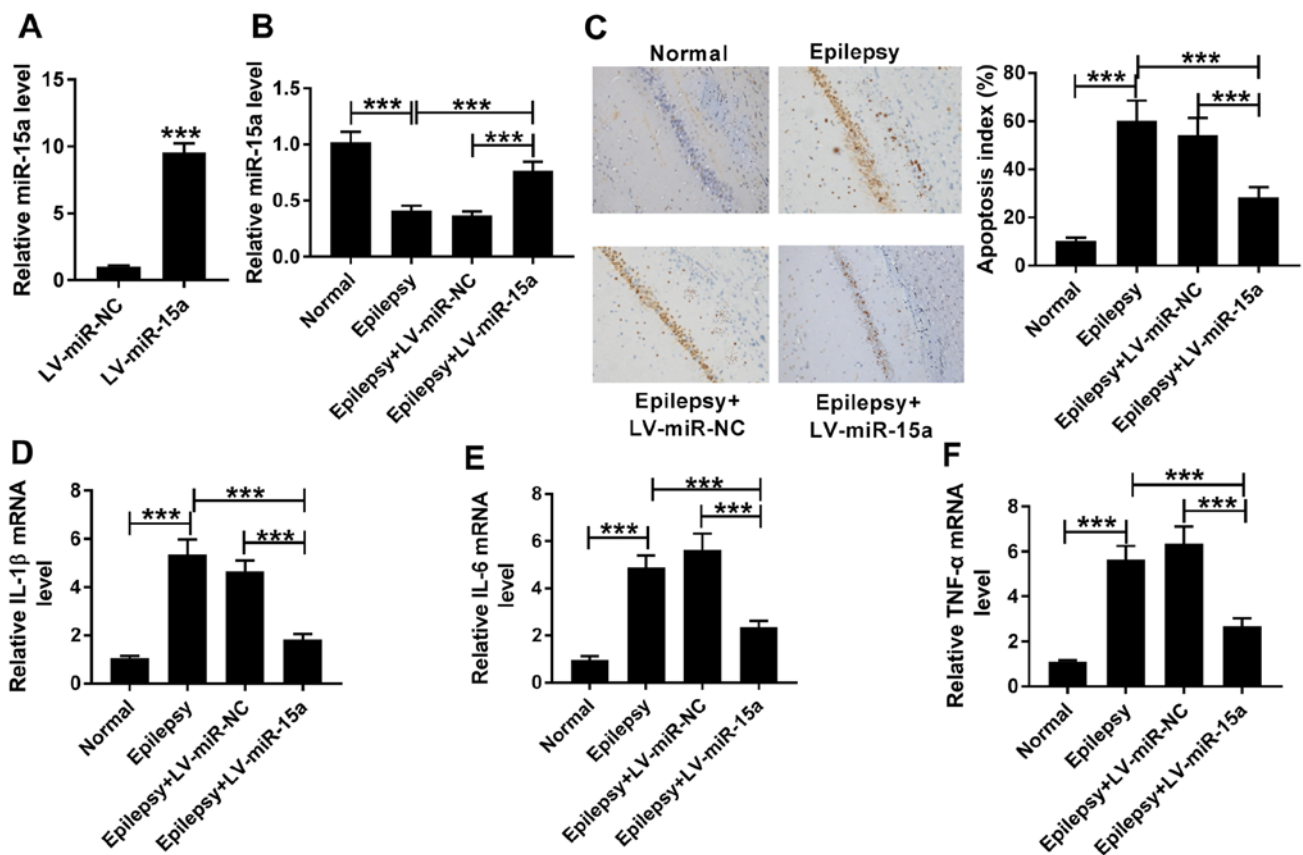 A
Relative miR-15a level
15
10
5
0
***
LV-miR-NC
LV-miR-15a
B
Relative miR-15a level
1.5
1.0
0.5
0.0
***
***
***
Normal
Epilepsy
Epilepsy+LV-miR-NC
Epilepsy+LV-miR-15a
C
Normal
Epilepsy
Epilepsy+
LV-miR-NC
Epilepsy+
LV-miR-15a
Apoptosis index (%)
80
60
40
20
0
***
***
***
Normal
Epilepsy
Epilepsy+LV-miR-NC
Epilepsy+LV-miR-15a
D
Relative IL-1β mRNA
level
8
6
4
2
0
***
***
***
Normal
Epilepsy
Epilepsy+LV-miR-NC
Epilepsy+LV-miR-15a
E
Relative IL-6 mRNA
level
8
6
4
2
0
***
***
***
Normal
Epilepsy
Epilepsy+LV-miR-NC
Epilepsy+LV-miR-15a
F
Relative TNF-α mRNA
level
8
6
4
2
0
***
***
***
Normal
Epilepsy
Epilepsy+LV-miR-NC
Epilepsy+LV-miR-15a